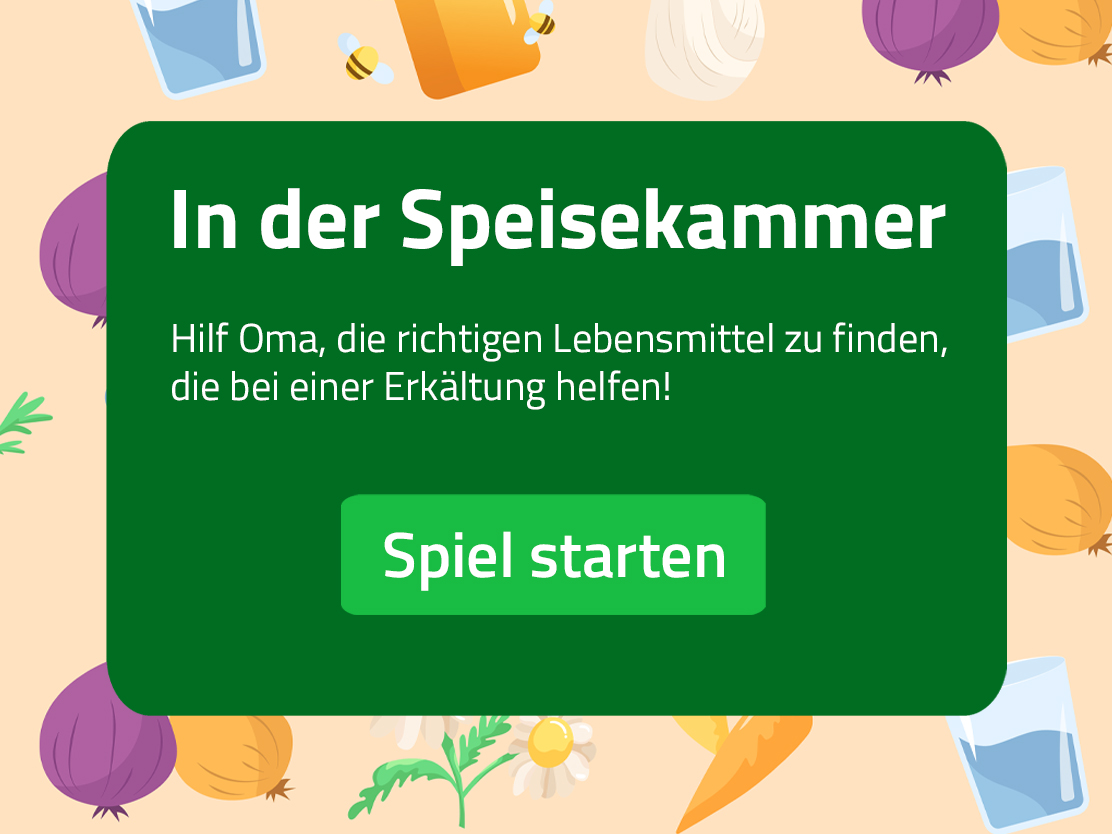 In der Speisekammer
Hilf Oma, die richtigen Lebensmittel zu finden,
die bei einer Erkältung helfen!
Spiel starten